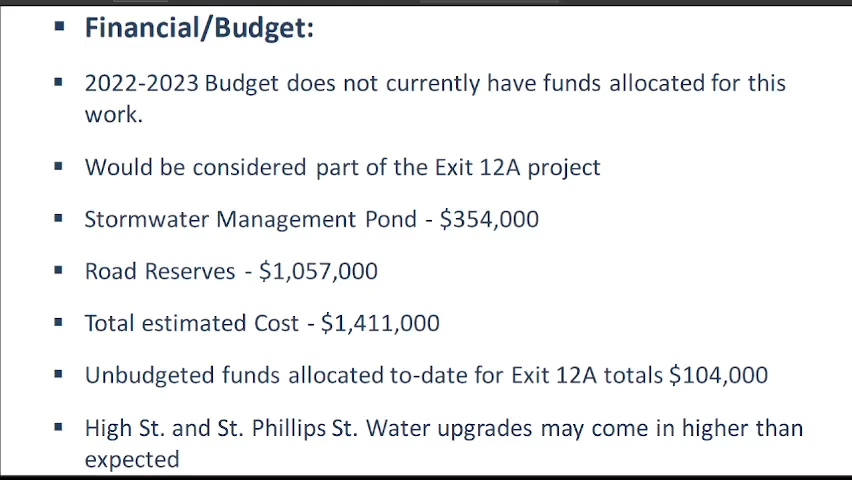 ▪ Financial/Budget:
▪ 2022-2023 Budget does not currently have funds allocated for this
work.
▪ Would be considered part of the Exit 12A project
▪ Stormwater Management Pond - $354,000
▪ Road Reserves - $1,057,000
▪ Total estimated Cost - $1,411,000
▪ Unbudgeted funds allocated to-date for Exit 12A totals $104,000
▪ High St. and St. Phillips St. Water upgrades may come in higher than
expected